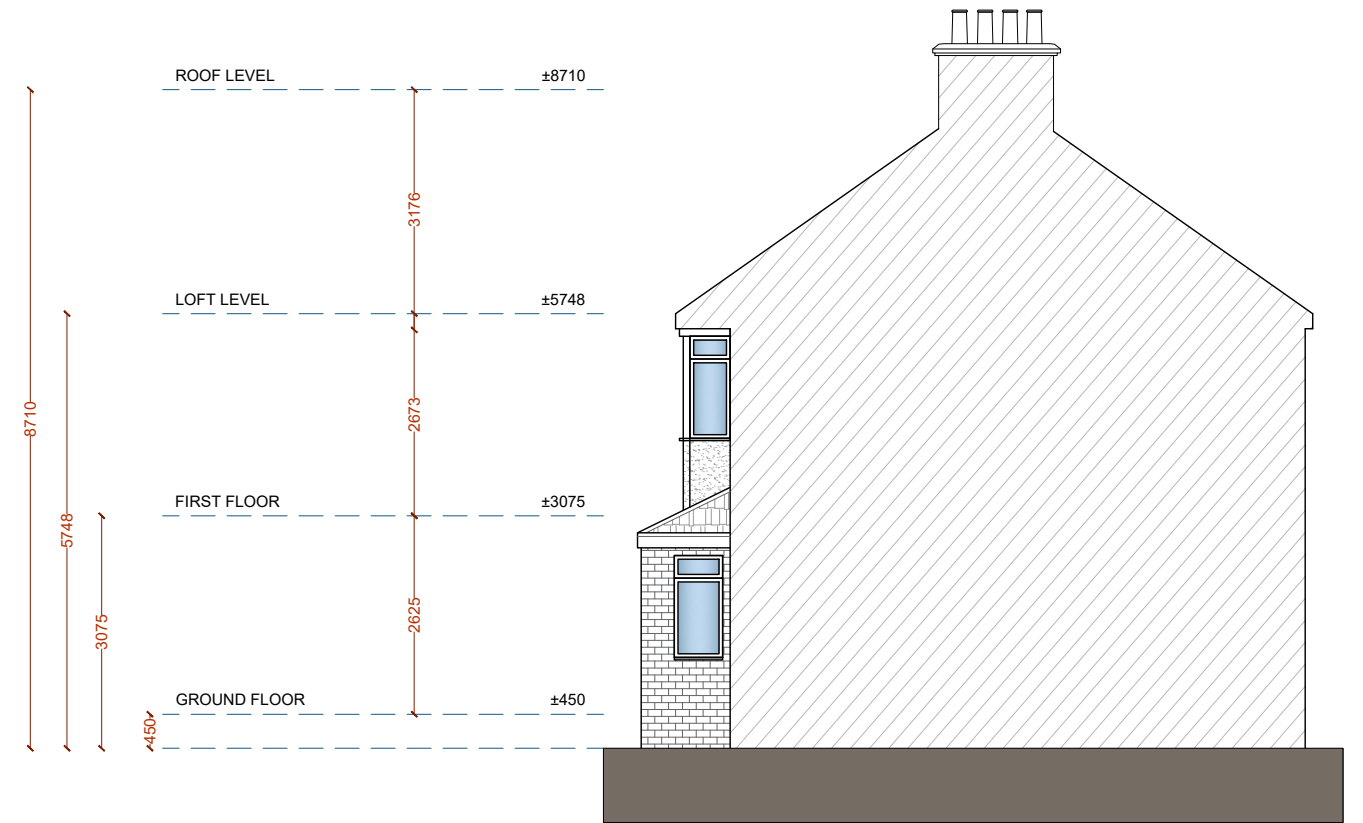 ROOF LEVEL ±8710
3176
LOFT LEVEL ±5748
8710
2673
FIRST FLOOR ±3075
5748
2625
3075
GROUND FLOOR ±450
450